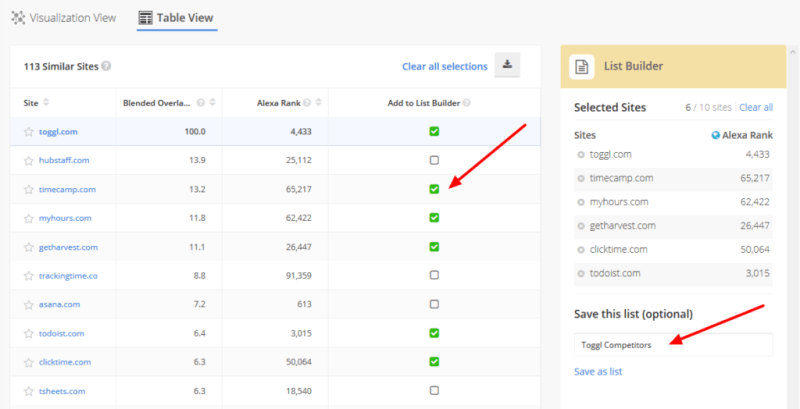 Visualization View
Table View
113 Similar Sites
Clear all selections
Site Blended Overla... Alexa Rank Add to List Builder
toggl.com 100.0 4,433
hubstaff.com 13.9 25,112
timecamp.com 13.2 65,217
myhours.com 11.8 62,422
getharvest.com 11.1 26,447
trackingtime.co 8.8 91,359
asana.com 7.2 613
todoist.com 6.4 3,015
clicktime.com 6.3 50,064
tsheets.com 6.3 18,540
List Builder
Selected Sites 6 / 10 sites Clear all
Sites Alexa Rank
toggl.com 4,433
timecamp.com 65,217
myhours.com 62,422
getharvest.com 26,447
clicktime.com 50,064
todoist.com 3,015
Save this list (optional)
Toggl Competitors
Save as list